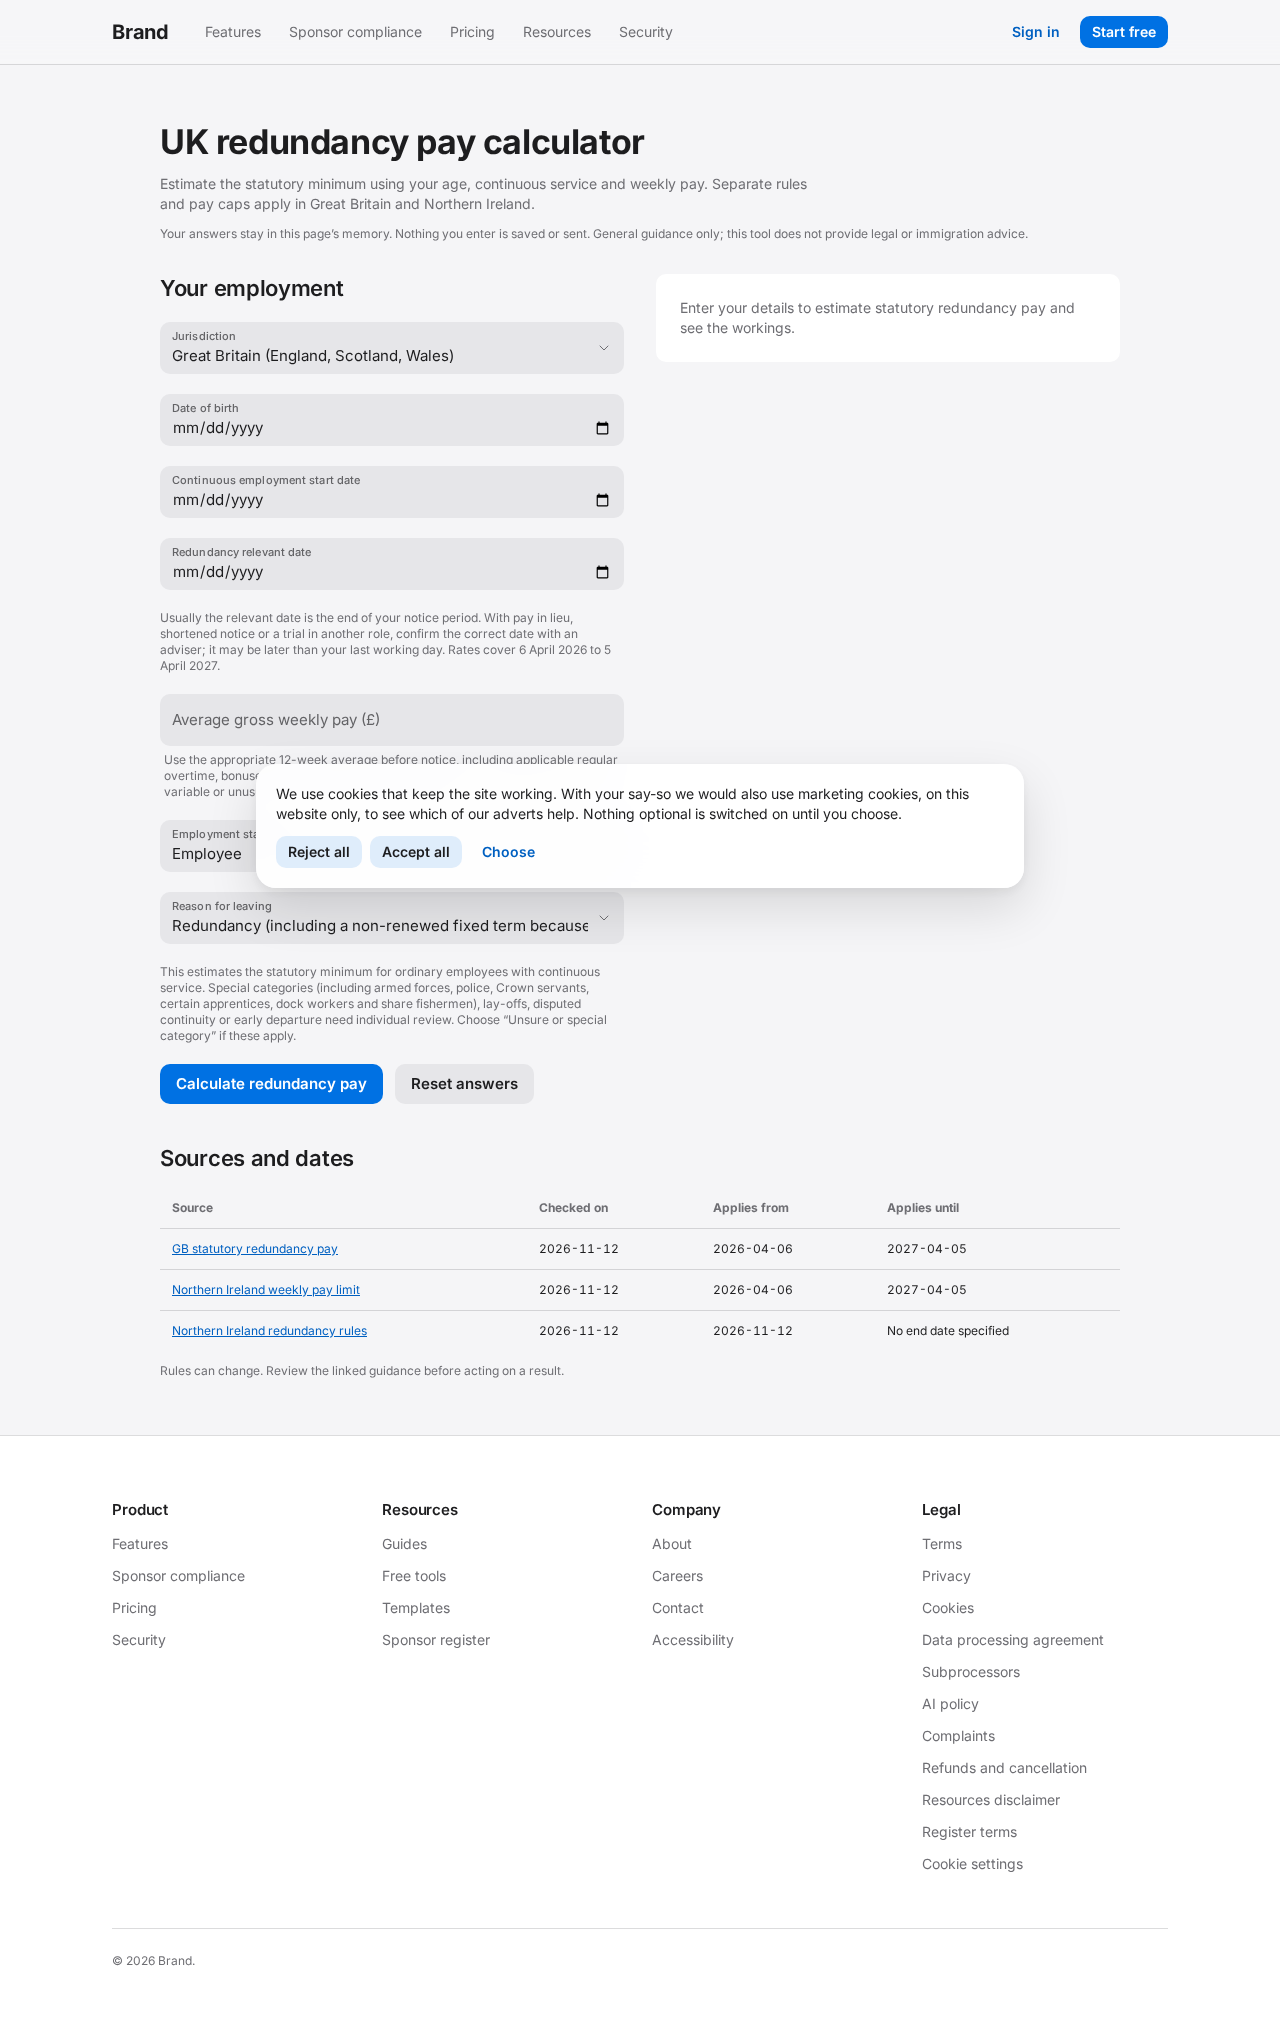 Brand
Features
Sponsor compliance
Pricing
Resources
Security
Sign in
Start free
UK redundancy pay calculator
Estimate the statutory minimum using your age, continuous service and weekly pay. Separate rules
and pay caps apply in Great Britain and Northern Ireland.
Your answers stay in this page’s memory. Nothing you enter is saved or sent. General guidance only; this tool does not provide legal or immigration advice.
Your employment
Jurisdiction
Great Britain (England, Scotland, Wales)
Date of birth
mm/dd/yyyy
Continuous employment start date
mm/dd/yyyy
Redundancy relevant date
mm/dd/yyyy
Usually the relevant date is the end of your notice period. With pay in lieu,
shortened notice or a trial in another role, confirm the correct date with an
adviser; it may be later than your last working day. Rates cover 6 April 2026 to 5
April 2027.
Average gross weekly pay (£)
Use the appropriate 12-week average before notice, including applicable regular
overtime,
variable or
Employment
Employee
Reason for leaving
Redundancy (including a non-renewed fixed term because
This estimates the statutory minimum for ordinary employees with continuous
service. Special categories (including armed forces, police, Crown servants,
certain apprentices, dock workers and share fishermen), lay-offs, disputed
continuity or early departure need individual review. Choose “Unsure or special
category” if these apply.
Calculate redundancy pay
Reset answers
Enter your details to estimate statutory redundancy pay and
see the workings.
We use cookies that keep the site working. With your say-so we would also use marketing cookies, on this
website only, to see which of our adverts help. Nothing optional is switched on until you choose.
Reject all
Accept all
Choose
Sources and dates
Source Checked on Applies from Applies until
GB statutory redundancy pay 2026-11-12 2026-04-06 2027-04-05
Northern Ireland weekly pay limit 2026-11-12 2026-04-06 2027-04-05
Northern Ireland redundancy rules 2026-11-12 2026-11-12 No end date specified
Rules can change. Review the linked guidance before acting on a result.
Product
Features
Sponsor compliance
Pricing
Security
Resources
Guides
Free tools
Templates
Sponsor register
Company
About
Careers
Contact
Accessibility
Legal
Terms
Privacy
Cookies
Data processing agreement
Subprocessors
AI policy
Complaints
Refunds and cancellation
Resources disclaimer
Register terms
Cookie settings
© 2026 Brand.